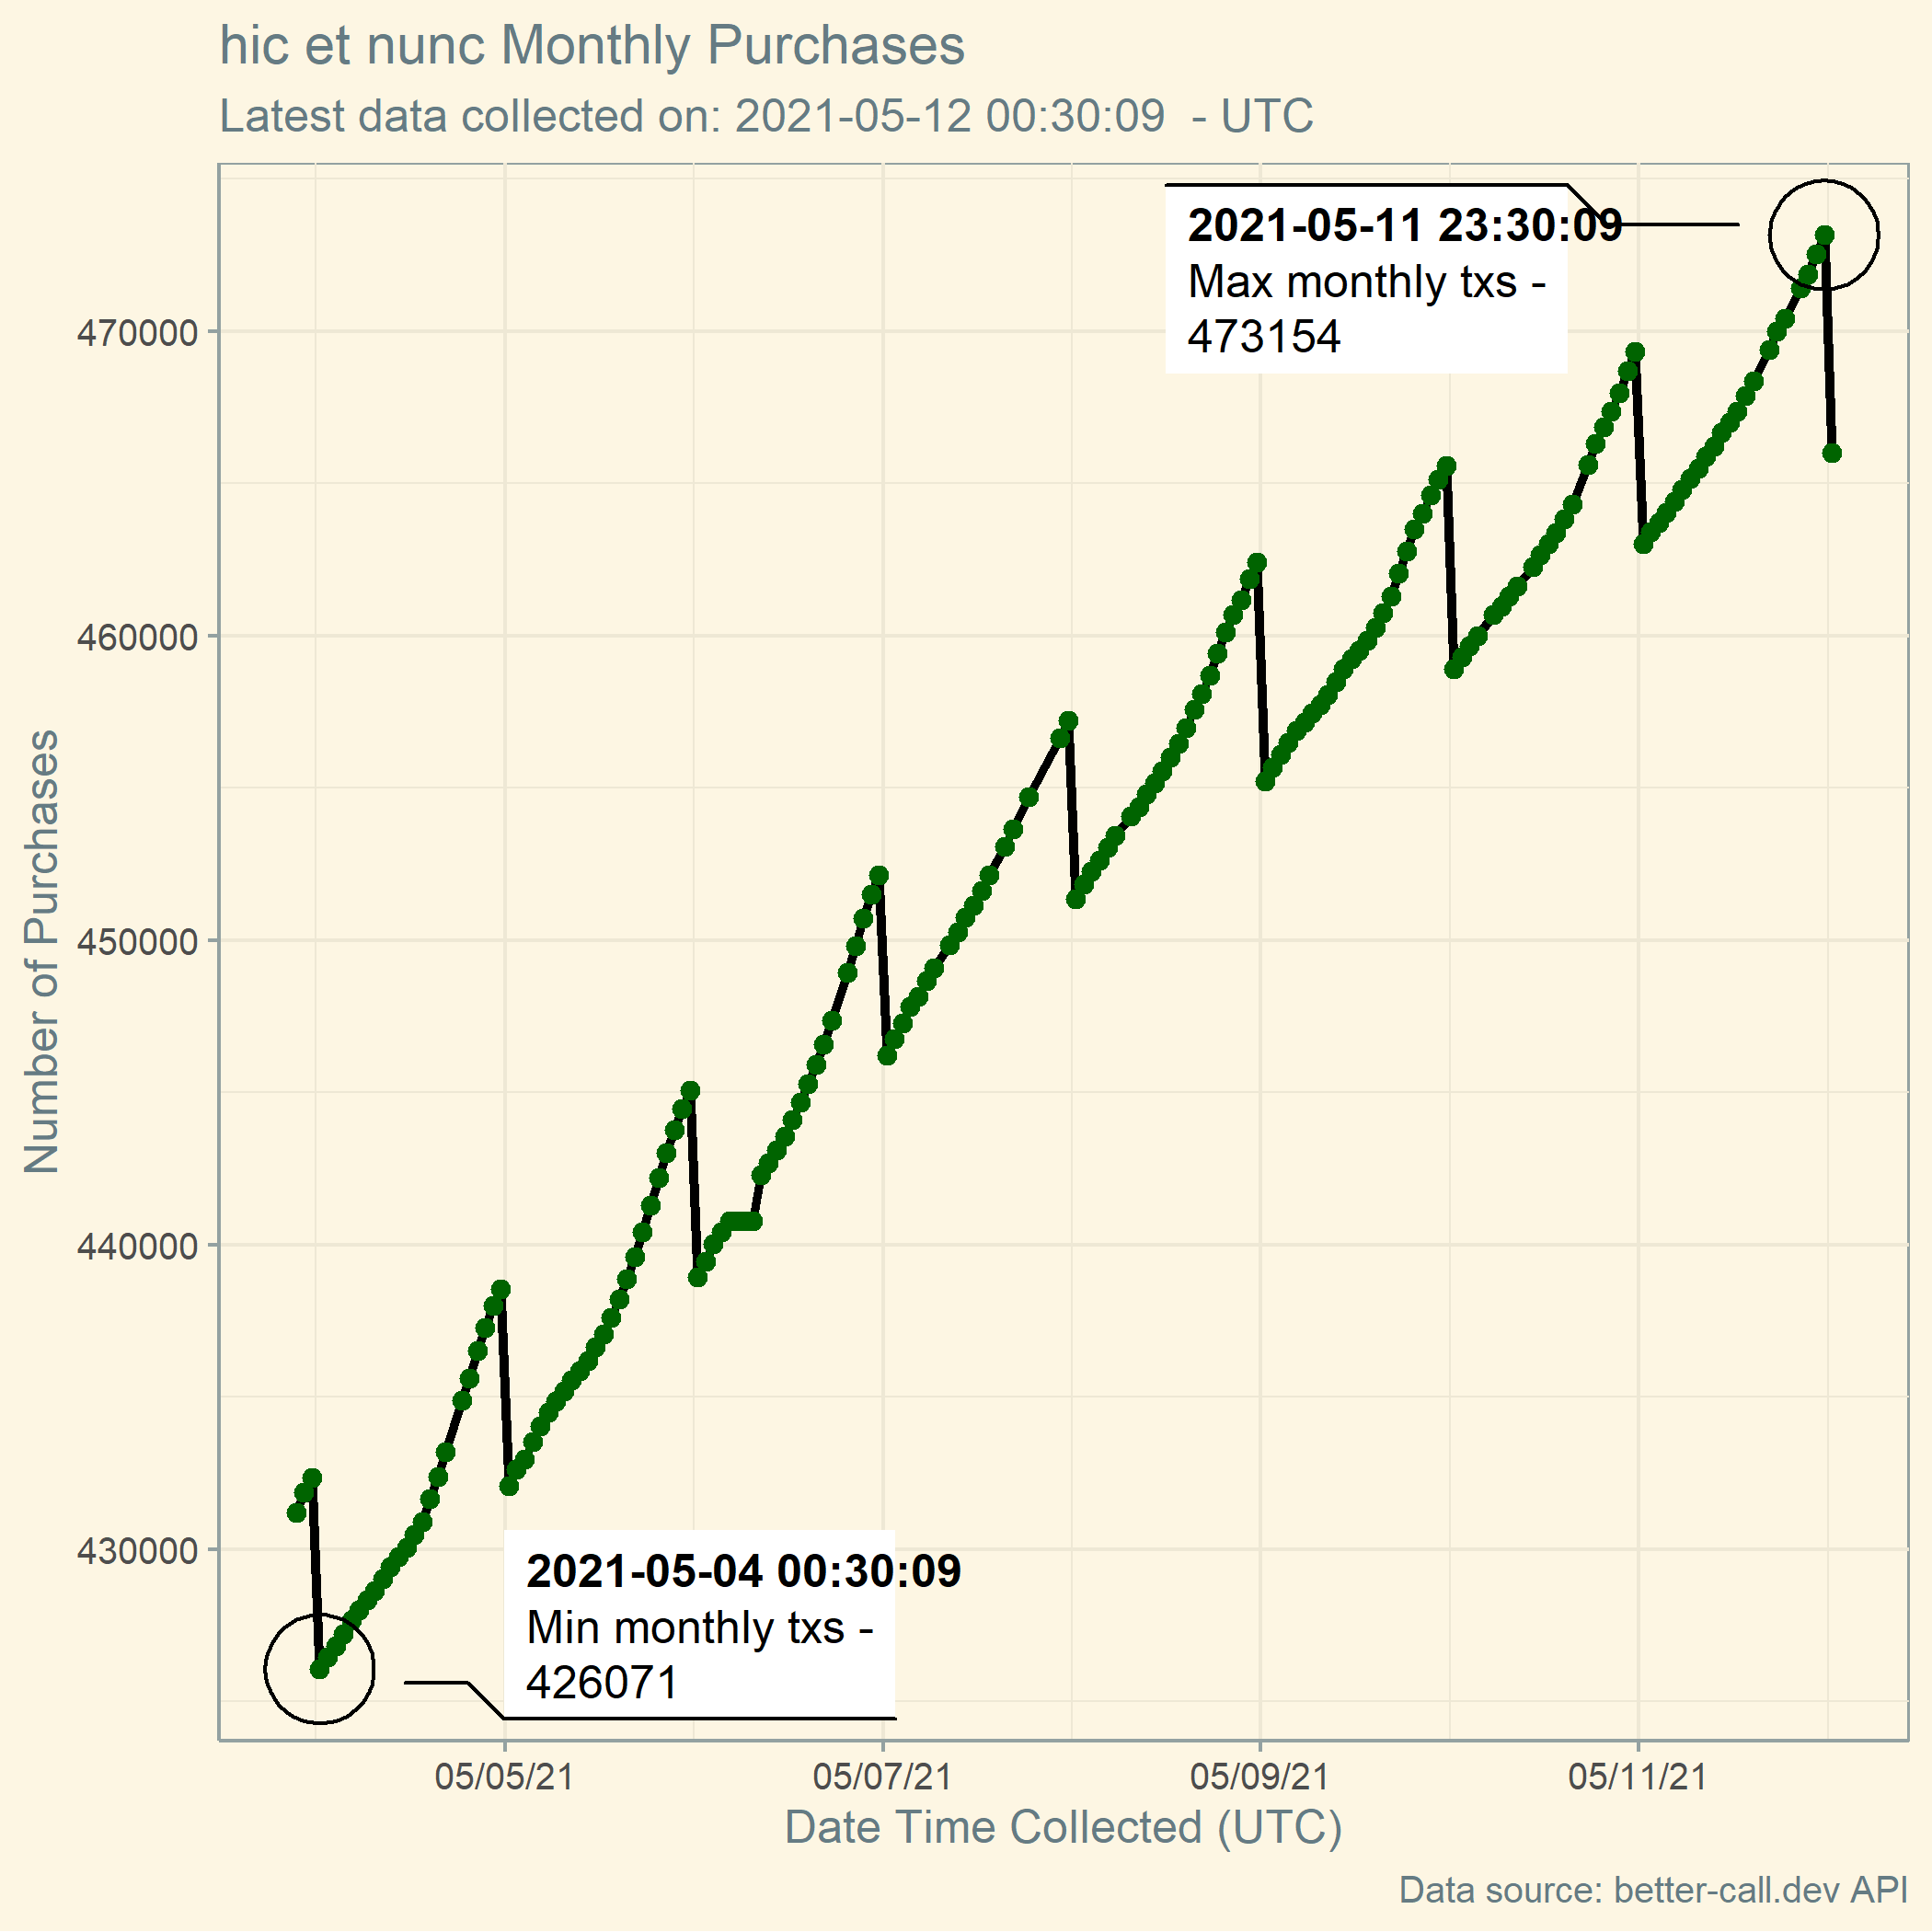 hic et nunc Monthly Purchases
Latest data collected on: 2021-05-12 00:30:09 - UTC
2021-05-11 23:30:09
Max monthly txs -
473154
470000
460000
450000
440000
430000
Number of Purchases
2021-05-04 00:30:09
Min monthly txs -
426071
05/05/21
05/07/21
05/09/21
05/11/21
Date Time Collected (UTC)
Data source: better-call.dev API